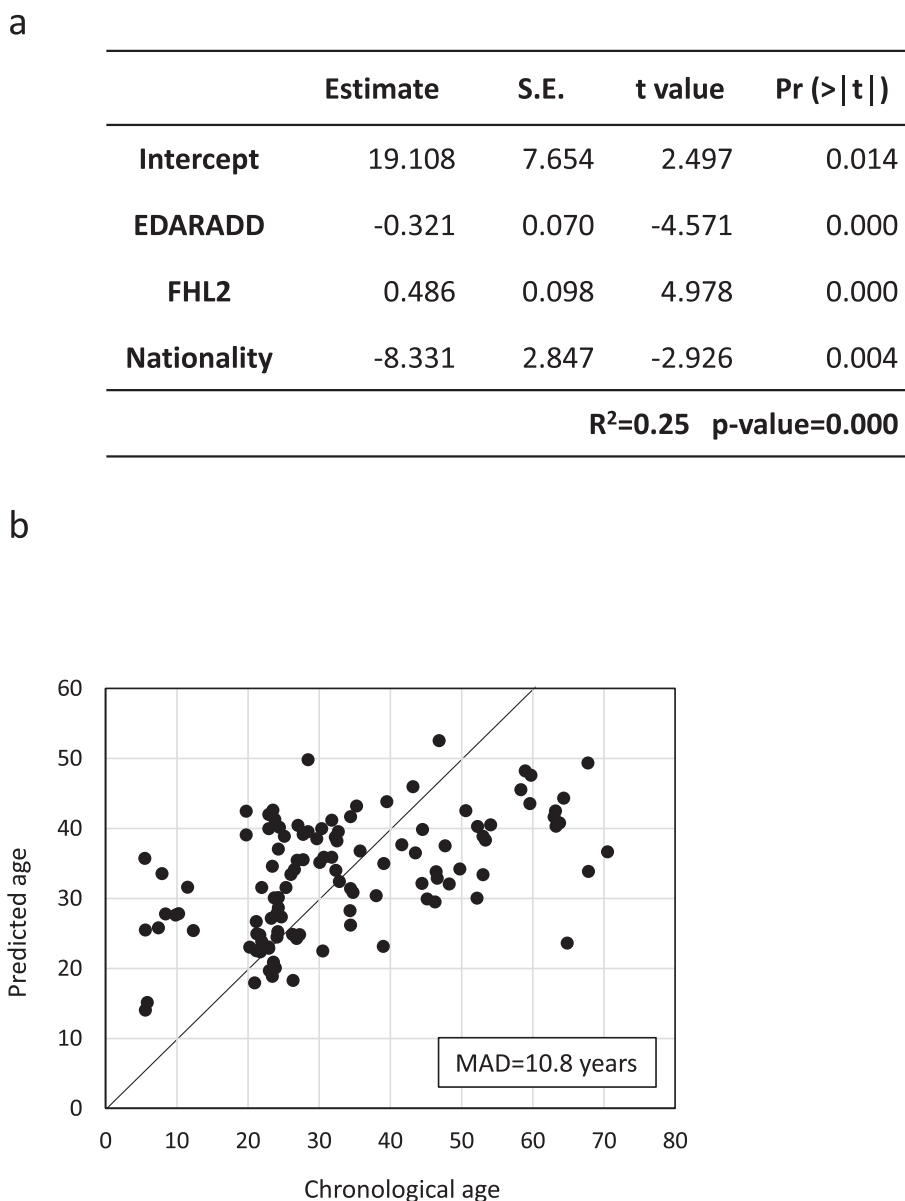 a
Estimate S.E. t value Pr (>|t|)
Intercept 19.108 7.654 2.497 0.014
EDARADD -0.321 0.070 -4.571 0.000
FHL2 0.486 0.098 4.978 0.000
Nationality -8.331 2.847 -2.926 0.004
R²=0.25 p-value=0.000
b
60
50
40
30
20
10
0
Predicted age
MAD=10.8 years
0 10 20 30 40 50 60 70 80
Chronological age